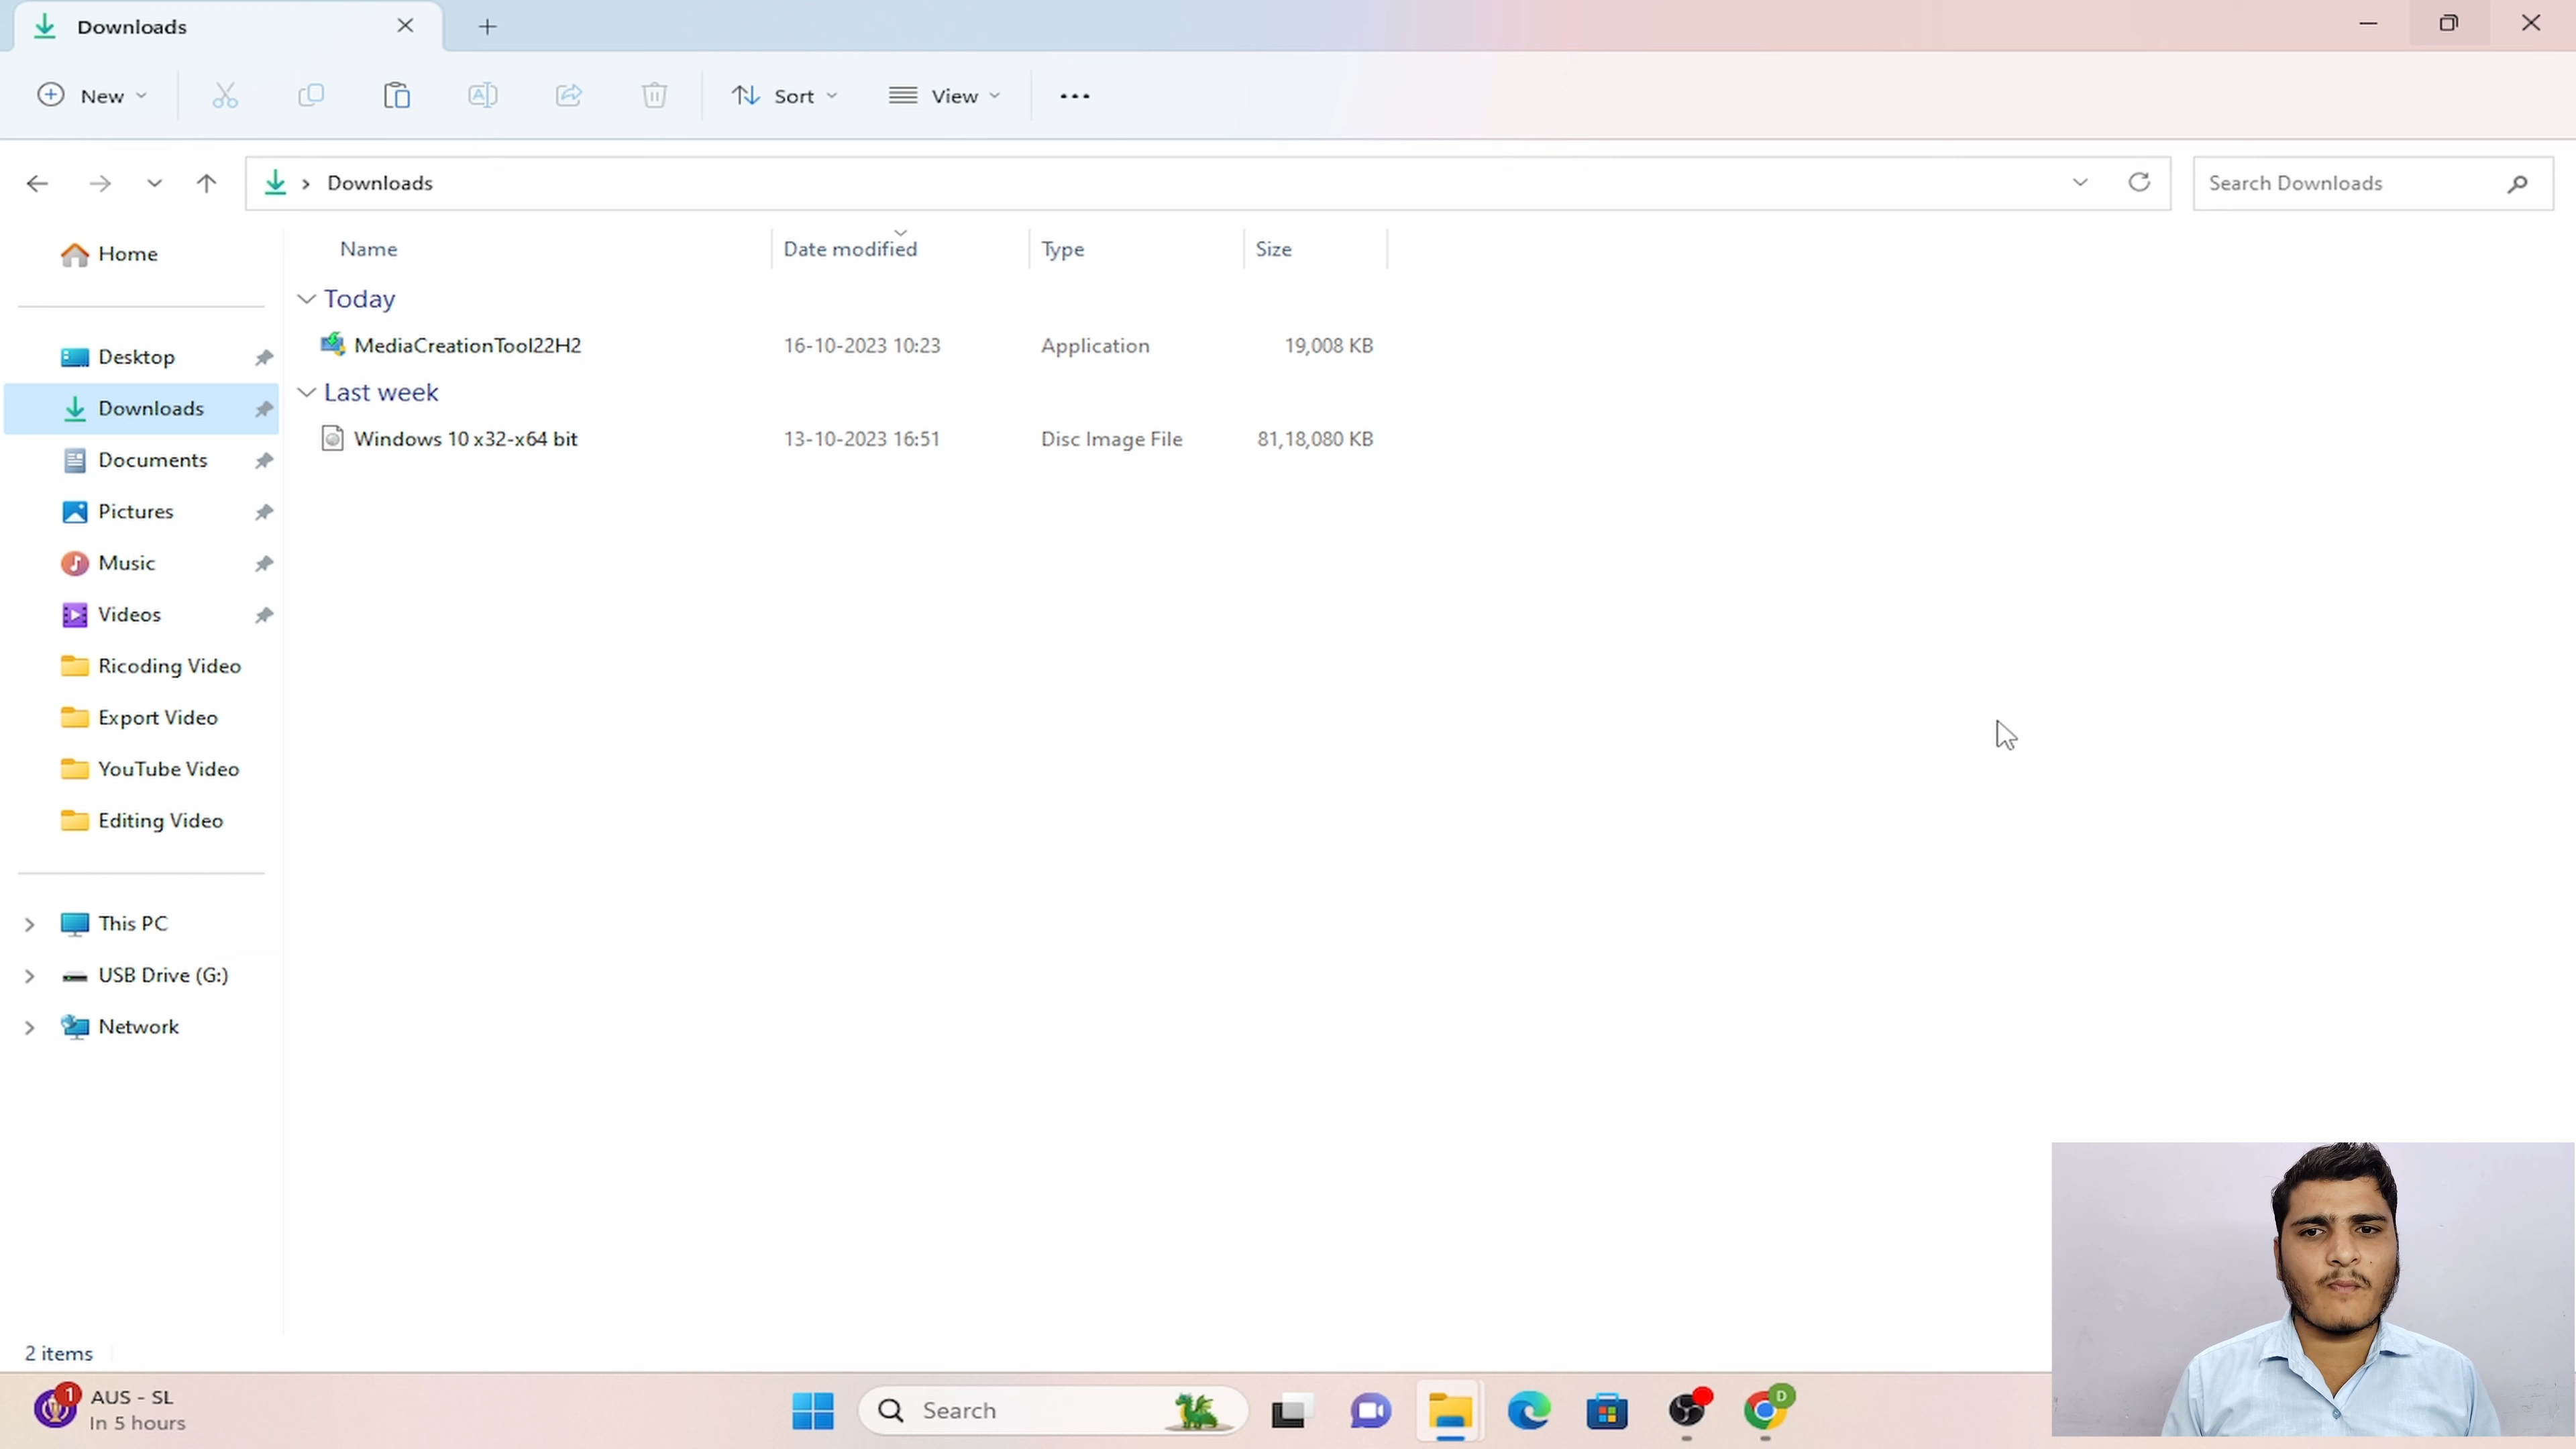 Downloads
New
Sort
View
Downloads
Search Downloads
Name Date modified Type Size
Home
Today
MediaCreationTool22H2 16-10-2023 10:23 Application 19,008 KB
Desktop
Last week
Downloads
Windows 10 x32-x64 bit 13-10-2023 16:51 Disc Image File 81,18,080 KB
Documents
Pictures
Music
Videos
Ricoding Video
Export Video
YouTube Video
Editing Video
This PC
USB Drive (G:)
Network
2 items
1
AUS - SL
In 5 hours
Search
D